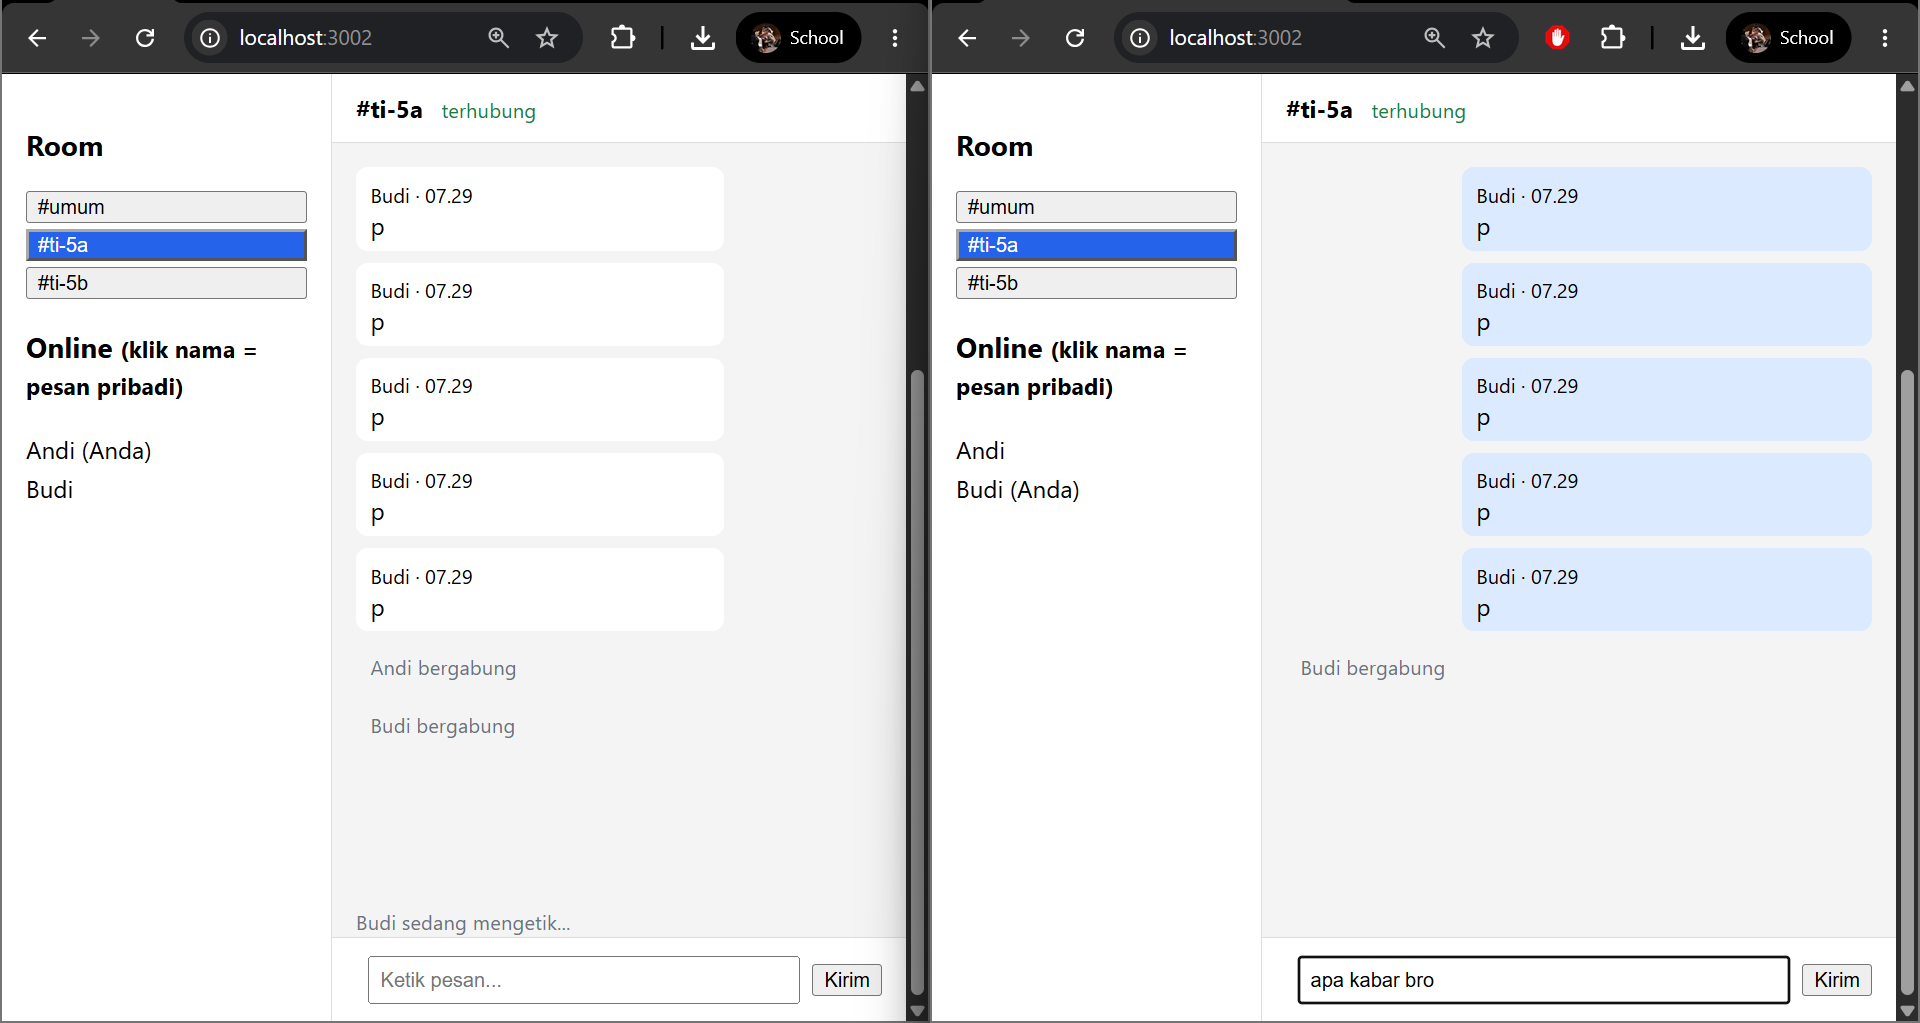 localhost:3002
School
Room
#umum
#ti-5a
#ti-5b
Online (klik nama =
pesan pribadi)
Andi (Anda)
Budi
#ti-5a terhubung
Budi · 07.29
p
Budi · 07.29
p
Budi · 07.29
p
Budi · 07.29
p
Budi · 07.29
p
Andi bergabung
Budi bergabung
Budi sedang mengetik...
Ketik pesan...
Kirim
localhost:3002
School
Room
#umum
#ti-5a
#ti-5b
Online (klik nama =
pesan pribadi)
Andi
Budi (Anda)
#ti-5a terhubung
Budi · 07.29
p
Budi · 07.29
p
Budi · 07.29
p
Budi · 07.29
p
Budi · 07.29
p
Budi bergabung
apa kabar bro
Kirim